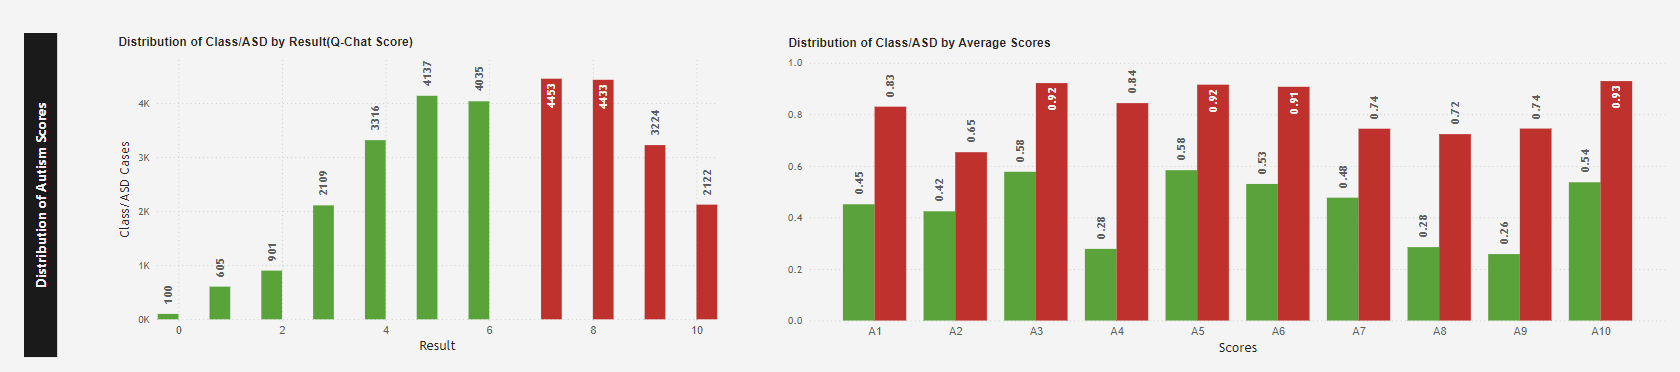 Distribution of Autism Scores
Distribution of Class/ASD by Result(Q-Chat Score)
Class/ASD Cases
4K
3K
2K
1K
0K
100
605
901
2109
3316
4137
4035
4453
4433
3224
2122
0
2
4
6
8
10
Result
Distribution of Class/ASD by Average Scores
1.0
0.8
0.6
0.4
0.2
0.0
0.45
0.83
0.42
0.65
0.58
0.92
0.28
0.84
0.58
0.92
0.53
0.91
0.48
0.74
0.28
0.72
0.26
0.74
0.54
0.93
A1
A2
A3
A4
A5
A6
A7
A8
A9
A10
Scores